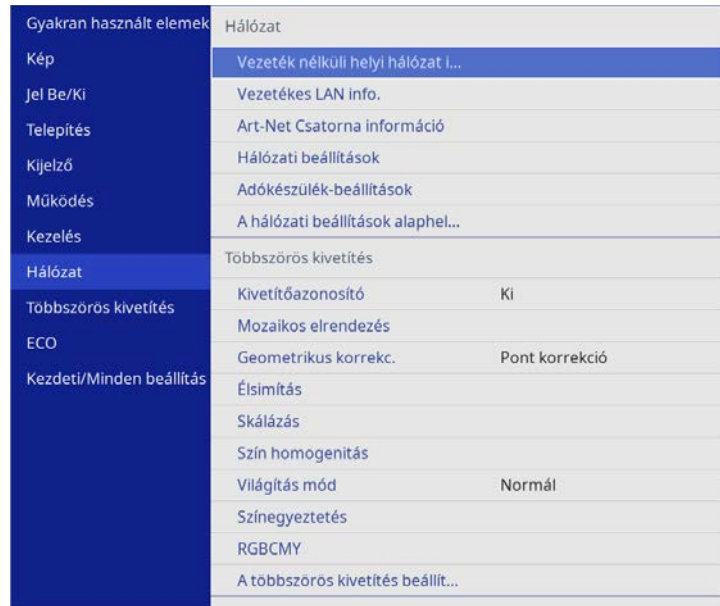 Gyakran használt elemek
Kép
Jel Be/Ki
Telepítés
Kijelző
Működés
Kezelés
Hálózat
Többszörös kivetítés
ECO
Kezdeti/Minden beállítás
Hálózat
Vezeték nélküli helyi hálózat i...
Vezetékes LAN info.
Art-Net Csatorna információ
Hálózati beállítások
Adókészülék-beállítások
A hálózati beállítások alaphel...
Többszörös kivetítés
Kivetítőazonosító Ki
Mozaikos elrendezés
Geometrikus korrekc. Pont korrekció
Élsimítás
Skálázás
Szín homogenitás
Világítás mód Normál
Színegyeztetés
RGBCMY
A többszörös kivetítés beállít...